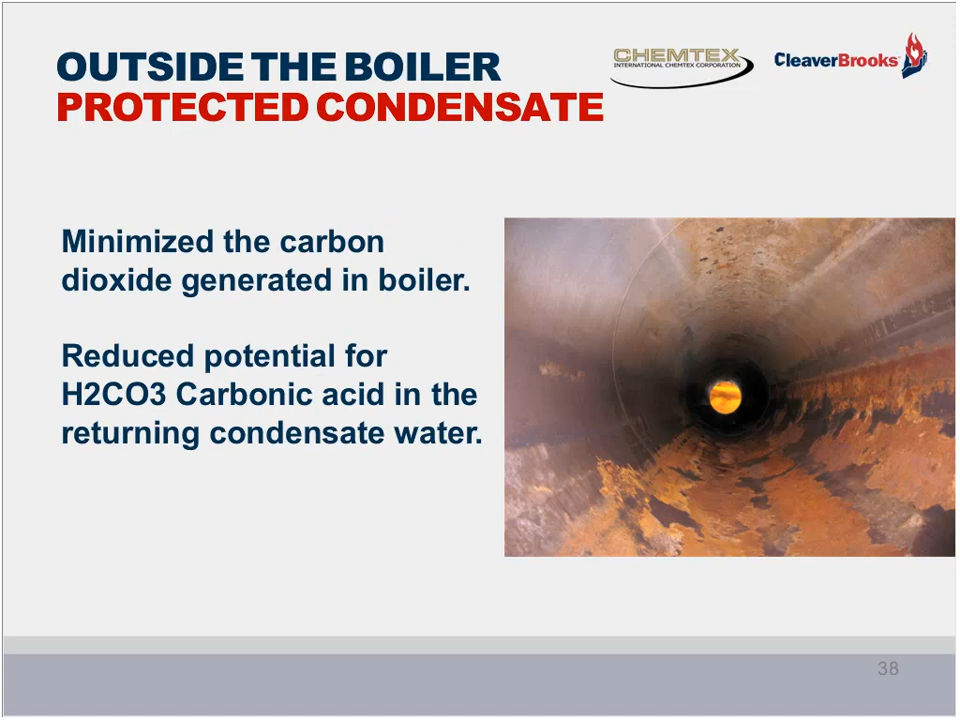 OUTSIDE THE BOILER
PROTECTED CONDENSATE
CHEMTEX
INTERNATIONAL CHEMTEX CORPORATION
CleaverBrooks
Minimized the carbon
dioxide generated in boiler.
Reduced potential for
H2CO3 Carbonic acid in the
returning condensate water.
38